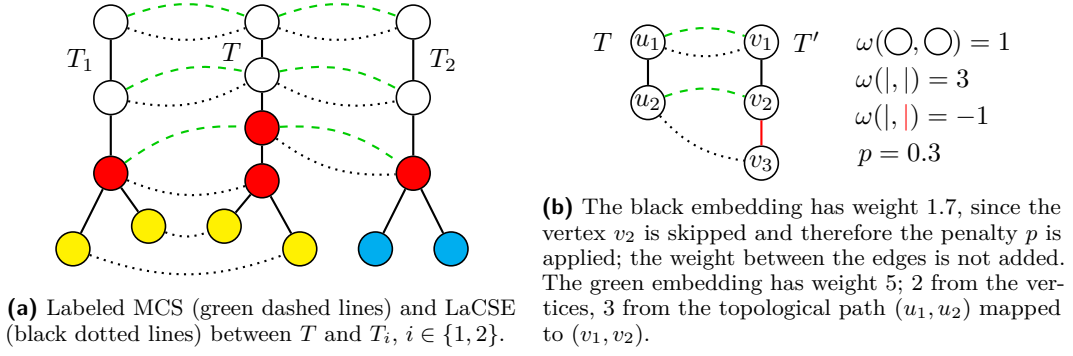 T₁
T
T₂
(a) Labeled MCS (green dashed lines) and LaCSE
(black dotted lines) between T and Tᵢ, i ∈ {1, 2}.
T u₁ v₁ T′
u₂ v₂
v₃
ω(◯, ◯) = 1
ω(|, |) = 3
ω(|, |) = −1
p = 0.3
(b) The black embedding has weight 1.7, since the
vertex v₂ is skipped and therefore the penalty p is
applied; the weight between the edges is not added.
The green embedding has weight 5; 2 from the ver-
tices, 3 from the topological path (u₁, u₂) mapped
to (v₁, v₂).